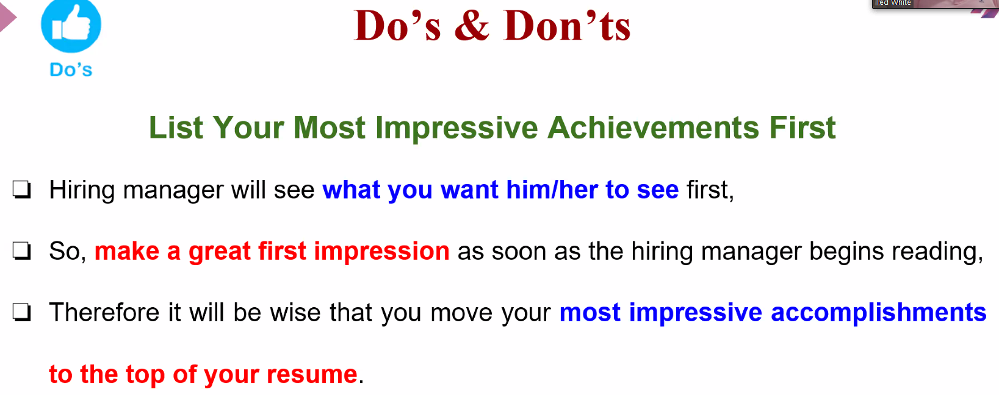 Ted White
Do’s & Don’ts
Do’s
List Your Most Impressive Achievements First
❏ Hiring manager will see what you want him/her to see first,
❏ So, make a great first impression as soon as the hiring manager begins reading,
❏ Therefore it will be wise that you move your most impressive accomplishments
to the top of your resume.